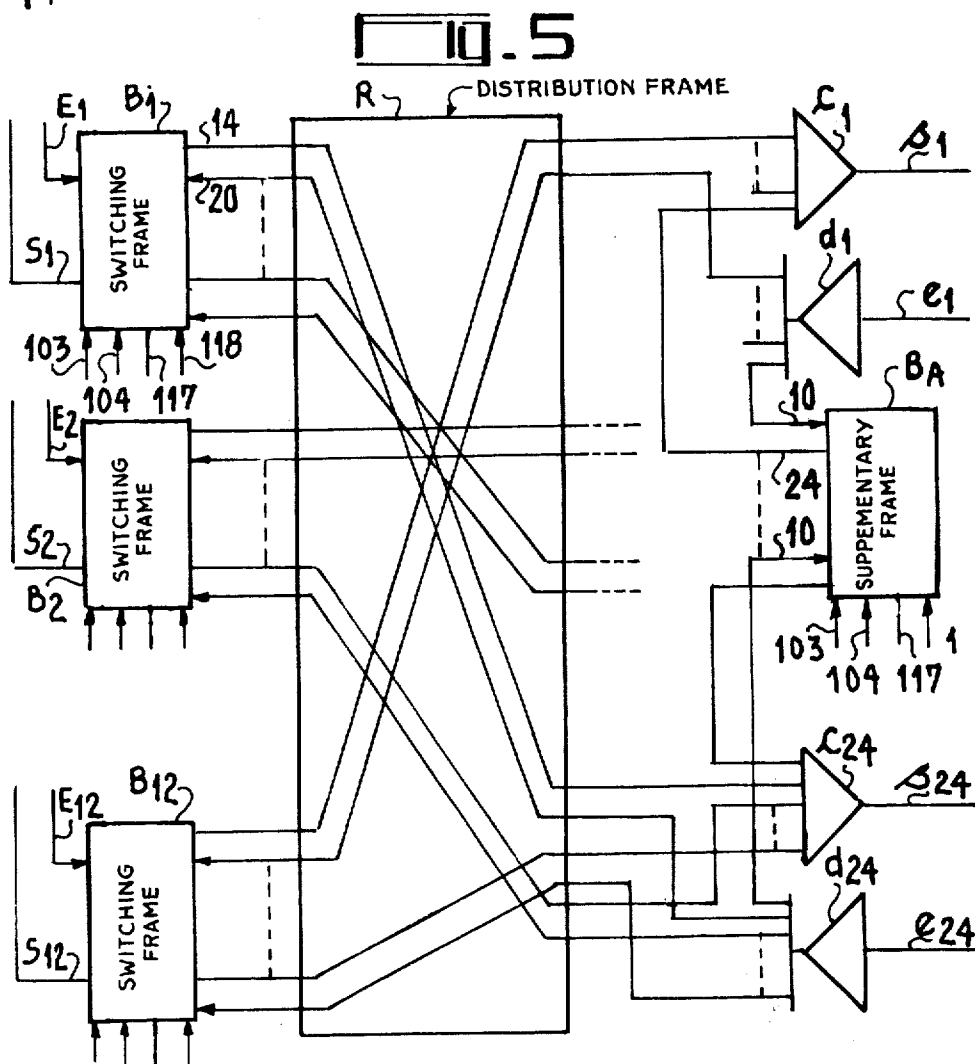 Fig. 5
R DISTRIBUTION FRAME
E1 B1 14
20
SWITCHING FRAME
S1
103 104 117 118
E2
SWITCHING FRAME
S2
B2
E12 B12
SWITCHING FRAME
S12
C1 s1
d1
e1
BA
10
24
10
SUPPEMENTARY FRAME
103 104 117 1
C24
s24
d24
e24